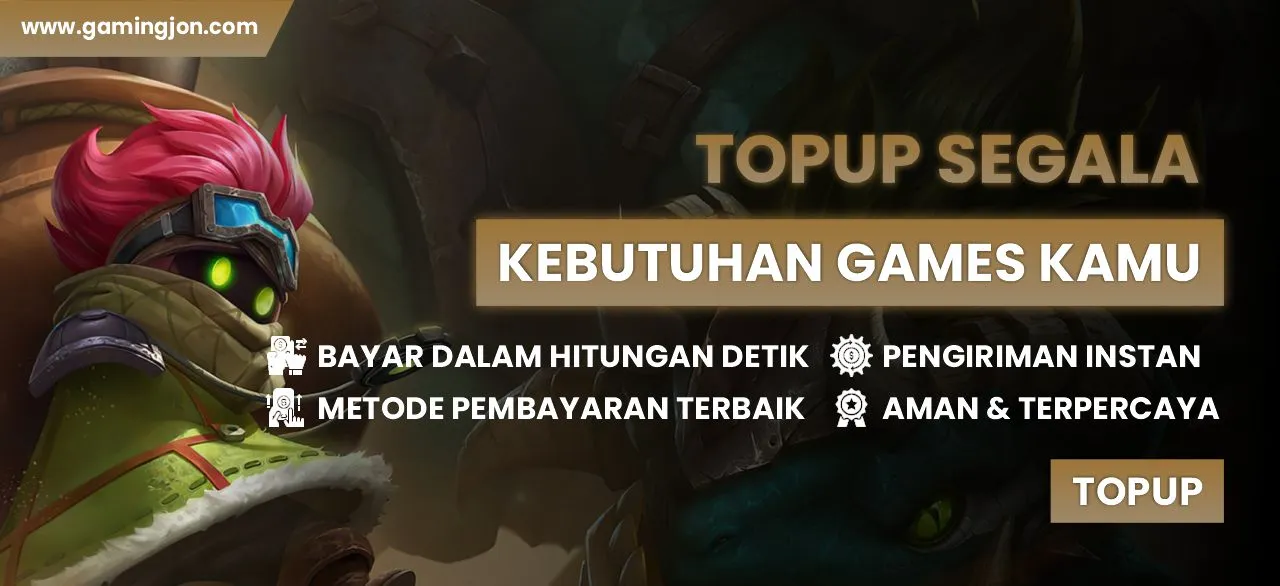 www.gamingjon.com
TOPUP SEGALA
KEBUTUHAN GAMES KAMU
BAYAR DALAM HITUNGAN DETIK
PENGIRIMAN INSTAN
METODE PEMBAYARAN TERBAIK
AMAN & TERPERCAYA
TOPUP